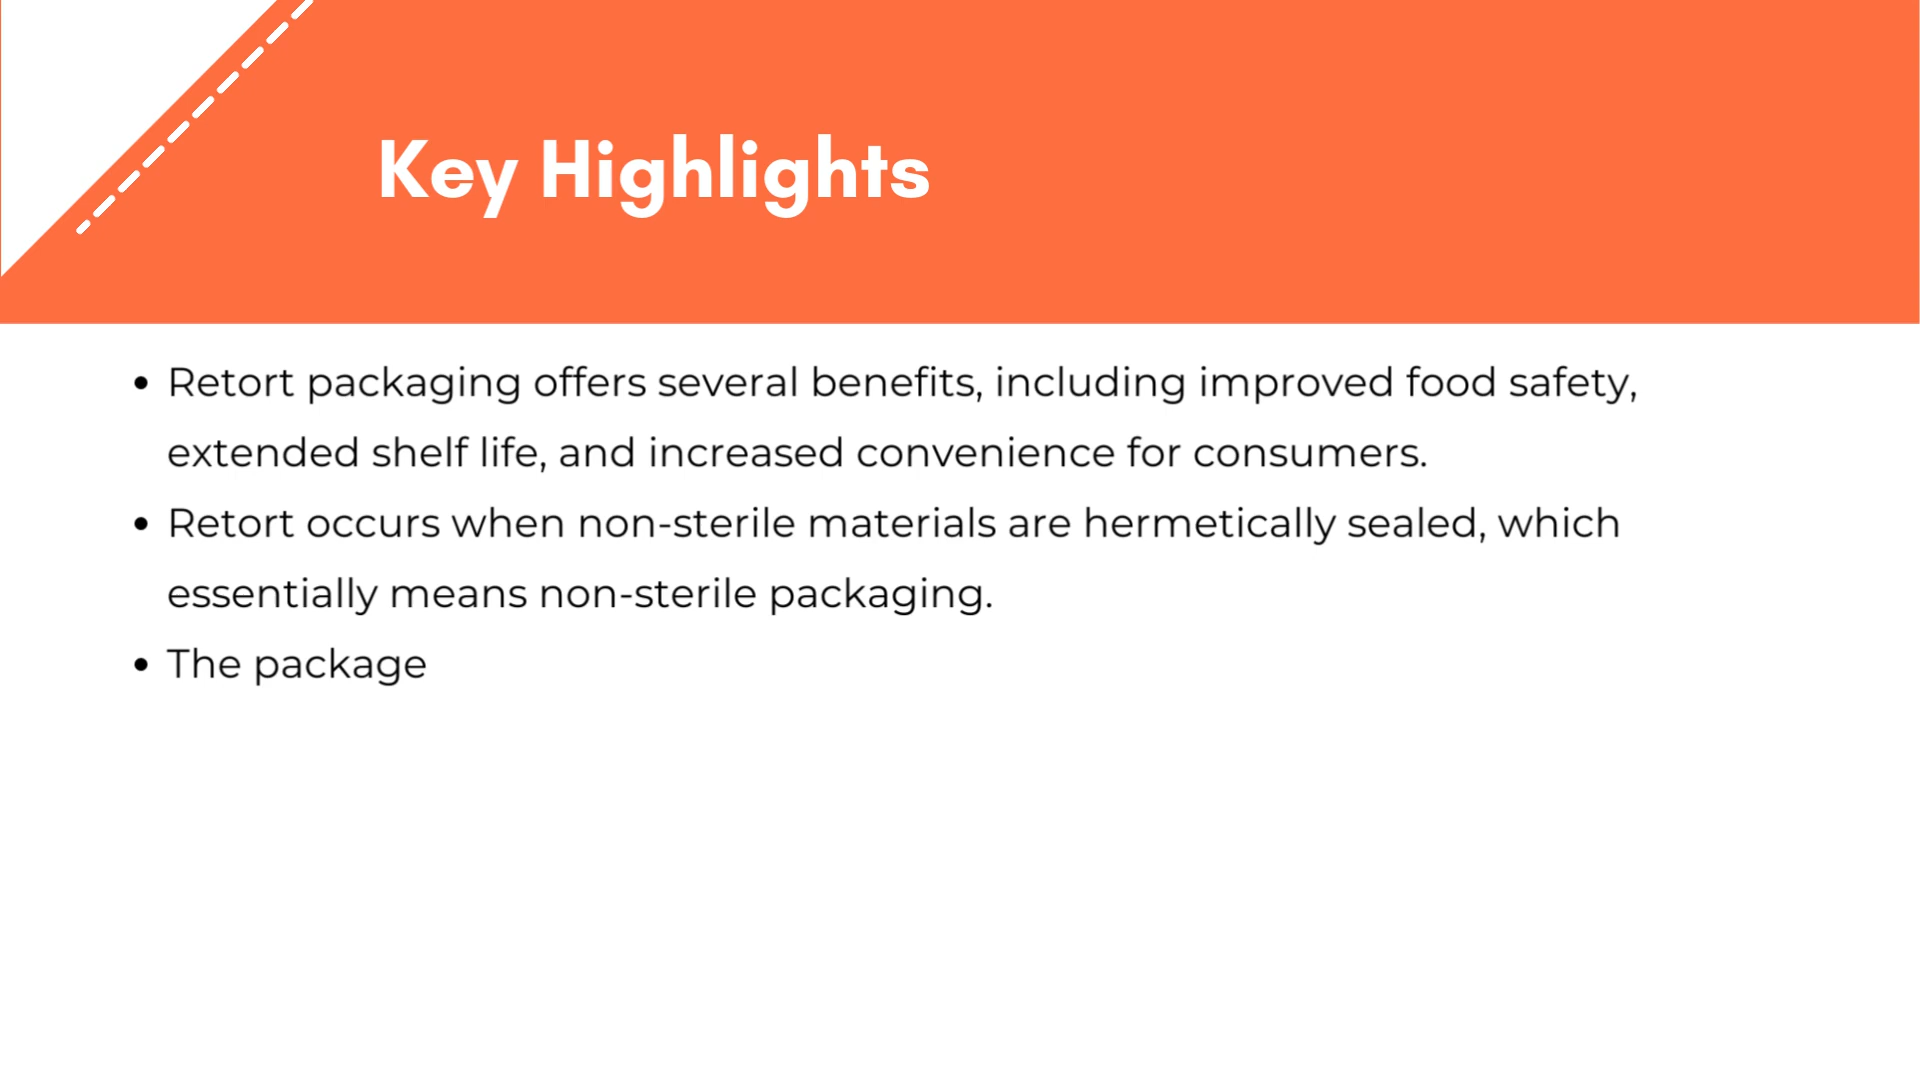 Key Highlights
• Retort packaging offers several benefits, including improved food safety,
extended shelf life, and increased convenience for consumers.
• Retort occurs when non-sterile materials are hermetically sealed, which
essentially means non-sterile packaging.
• The package